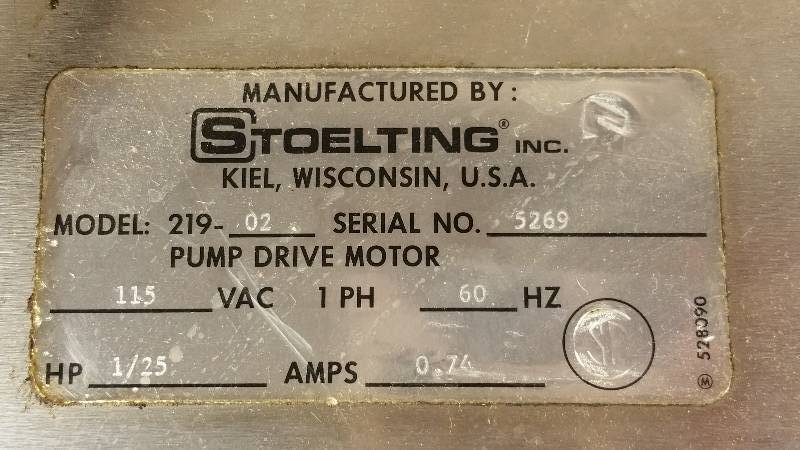 MANUFACTURED BY:
STOELTING® INC.
KIEL, WISCONSIN, U.S.A.
MODEL: 219-02 SERIAL NO. 5269
PUMP DRIVE MOTOR
115 VAC 1 PH 60 HZ
HP 1/25 AMPS 0.74
M 528090